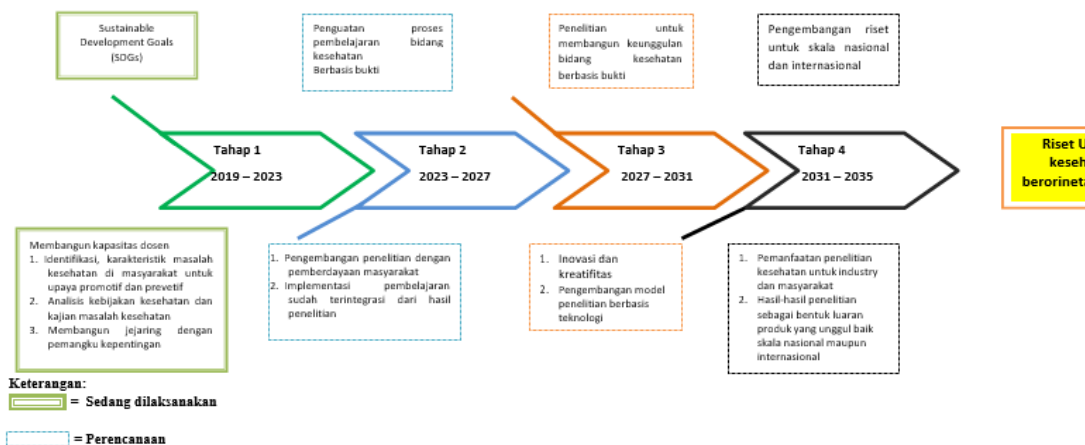 Sustainable
Development Goals
(SDGs)
Penguatan proses
pembelajaran bidang
kesehatan
Berbasis bukti
Penelitian untuk
membangun keunggulan
bidang kesehatan
berbasis bukti
Pengembangan riset
untuk skala nasional
dan internasional
Tahap 1
2019 – 2023
Tahap 2
2023 – 2027
Tahap 3
2027 – 2031
Tahap 4
2031 – 2035
Riset U
keseh
berorineta
Membangun kapasitas dosen
1. Identifikasi, karakteristik masalah
kesehatan di masyarakat untuk
upaya promotif dan prevetif
2. Analisis kebijakan kesehatan dan
kajian masalah kesehatan
3. Membangun jejaring dengan
pemangku kepentingan
1. Pengembangan penelitian dengan
pemberdayaan masyarakat
2. Implementasi pembelajaran
sudah terintegrasi dari hasil
penelitian
1. Inovasi dan
kreatifitas
2. Pengembangan model
penelitian berbasis
teknologi
1. Pemanfaatan penelitian
kesehatan untuk industry
dan masyarakat
2. Hasil-hasil penelitian
sebagai bentuk luaran
produk yang unggul baik
skala nasional maupun
internasional
Keterangan:
= Sedang dilaksanakan
= Perencanaan